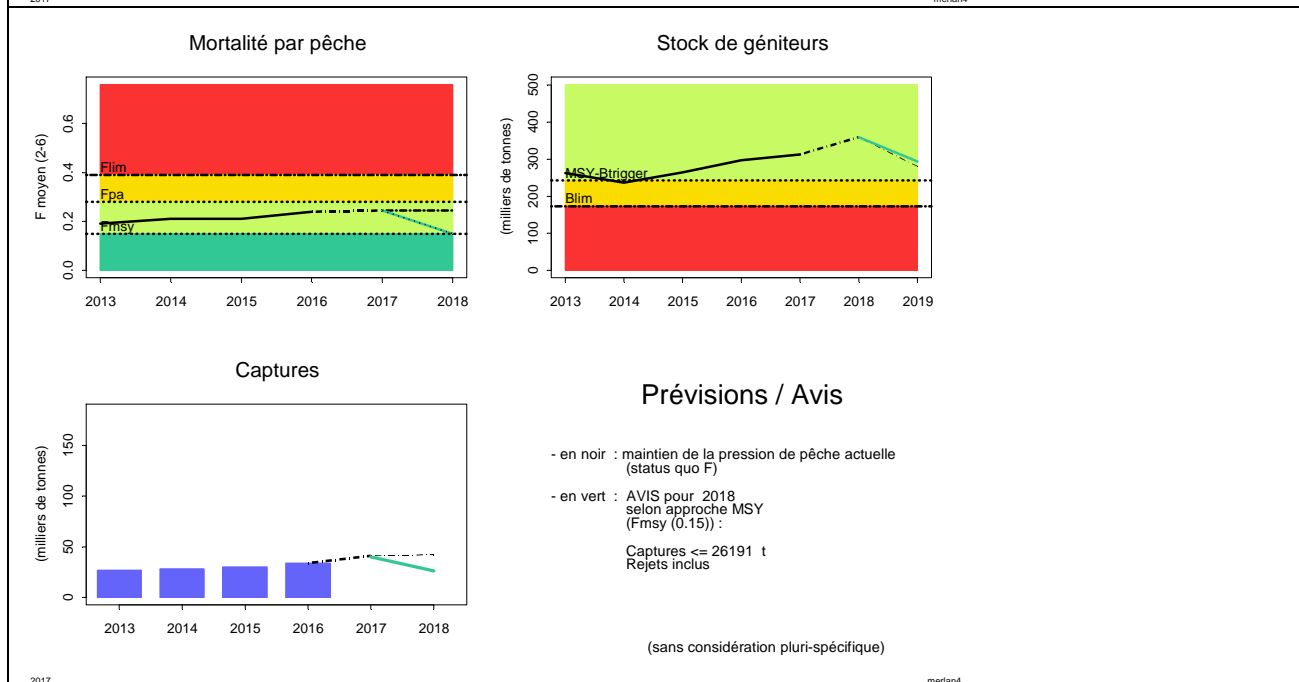 2017 merlan4
Mortalité par pêche
F moyen (2-6)
0.0 0.2 0.4 0.6
Flim
Fpa
Fmsy
2013 2014 2015 2016 2017 2018
Stock de géniteurs
(milliers de tonnes)
0 100 200 300 400 500
MSY-Btrigger
Blim
2013 2014 2015 2016 2017 2018 2019
Captures
(milliers de tonnes)
0 50 100 150
2013 2014 2015 2016 2017 2018
Prévisions / Avis
- en noir : maintien de la pression de pêche actuelle
(status quo F)
- en vert : AVIS pour 2018
selon approche MSY
(Fmsy (0.15)) :
Captures <= 26191 t
Rejets inclus
(sans considération pluri-spécifique)
2017 merlan4